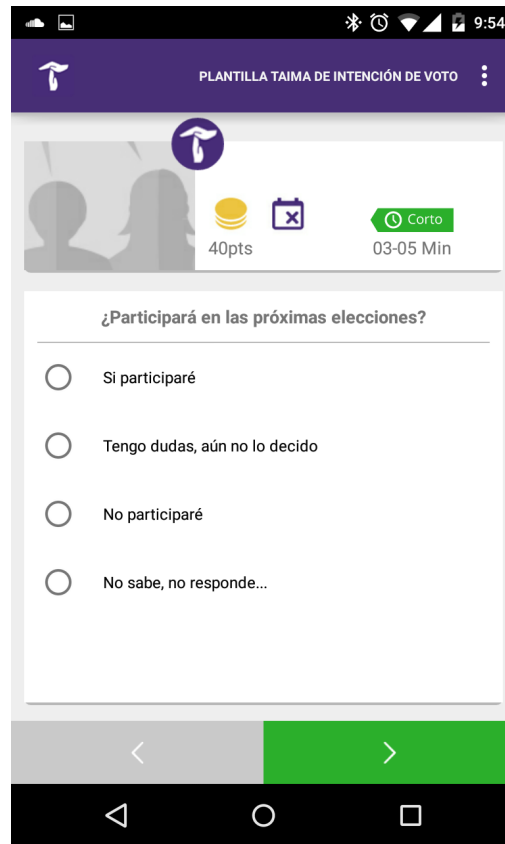 9:54
PLANTILLA TAIMA DE INTENCIÓN DE VOTO
Corto
40pts
03-05 Min
¿Participará en las próximas elecciones?
Si participaré
Tengo dudas, aún no lo decido
No participaré
No sabe, no responde...